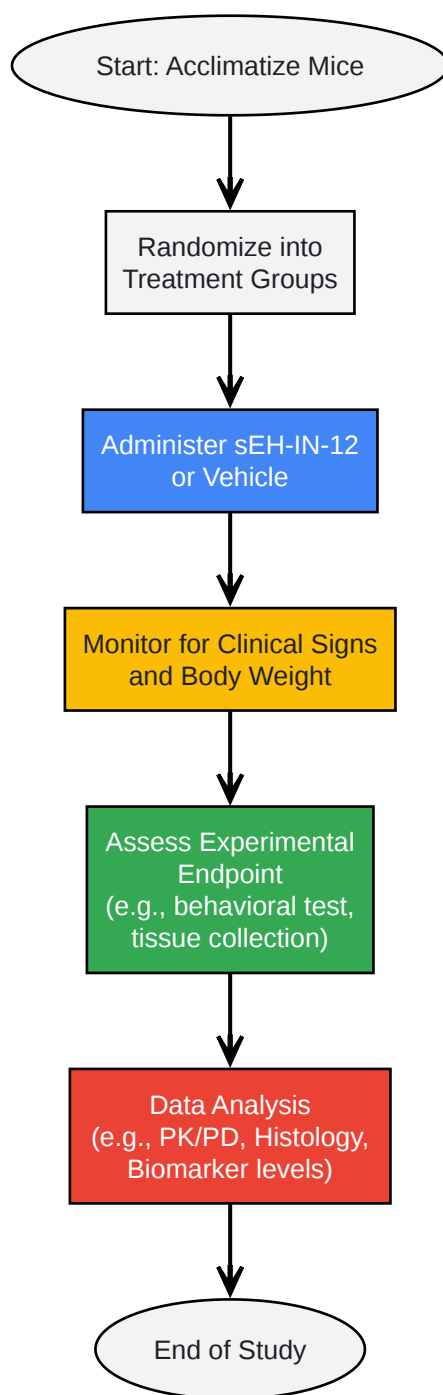 Start: Acclimatize Mice
Randomize into
Treatment Groups
Administer sEH-IN-12
or Vehicle
Monitor for Clinical Signs
and Body Weight
Assess Experimental
Endpoint
(e.g., behavioral test,
tissue collection)
Data Analysis
(e.g., PK/PD, Histology,
Biomarker levels)
End of Study